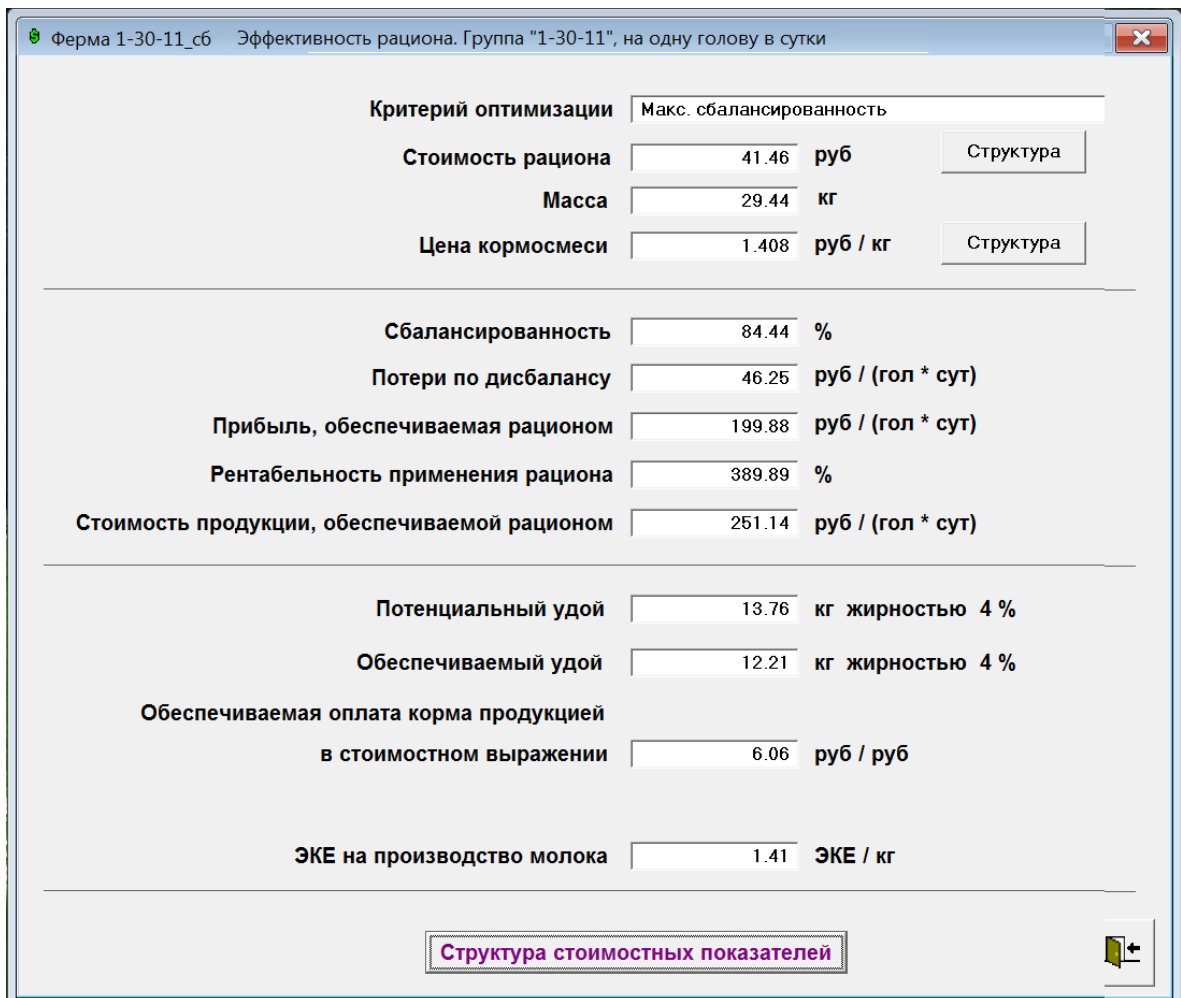 Ферма 1-30-11_сб Эффективность рациона. Группа "1-30-11", на одну голову в сутки
Критерий оптимизации Макс. сбалансированность
Стоимость рациона 41.46 руб Структура
Масса 29.44 кг
Цена кормосмеси 1.408 руб / кг Структура
Сбалансированность 84.44 %
Потери по дисбалансу 46.25 руб / (гол * сут)
Прибыль, обеспечиваемая рационом 199.88 руб / (гол * сут)
Рентабельность применения рациона 389.89 %
Стоимость продукции, обеспечиваемой рационом 251.14 руб / (гол * сут)
Потенциальный удой 13.76 кг жирностью 4 %
Обеспечиваемый удой 12.21 кг жирностью 4 %
Обеспечиваемая оплата корма продукцией
в стоимостном выражении 6.06 руб / руб
ЭКЕ на производство молока 1.41 ЭКЕ / кг
Структура стоимостных показателей